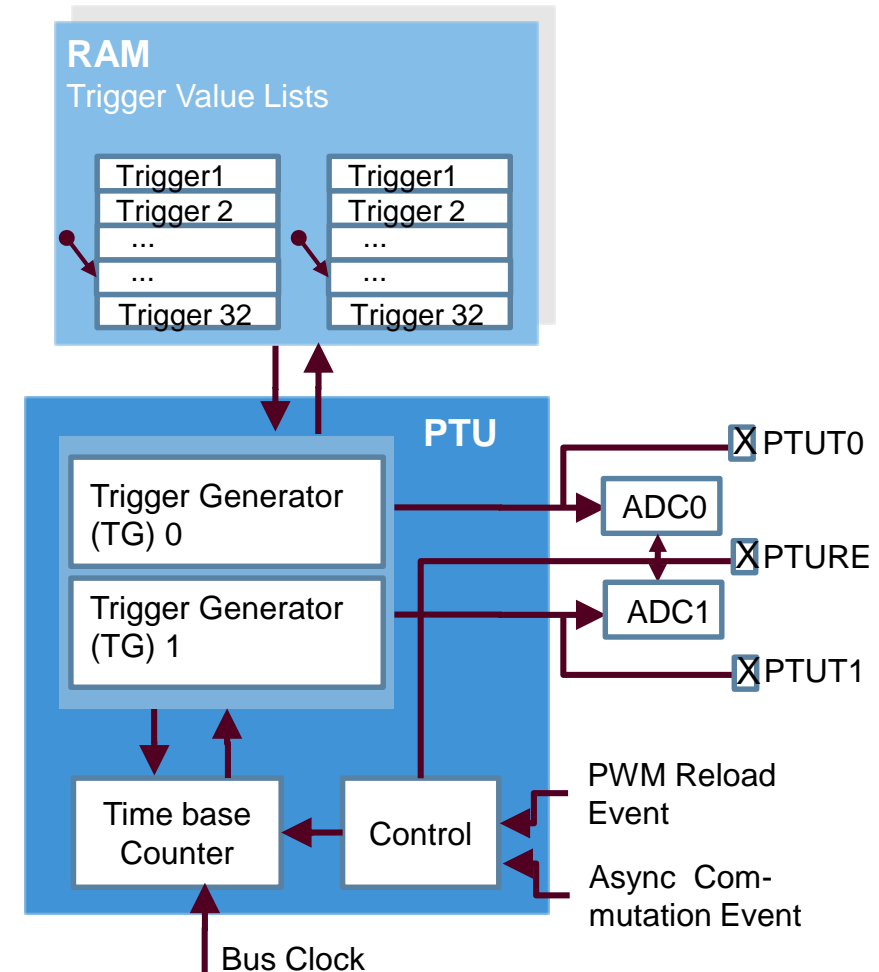 RAM
Trigger Value Lists
Trigger1
Trigger 2
...
...
Trigger 32
Trigger1
Trigger 2
...
...
Trigger 32
PTU
Trigger Generator
(TG) 0
Trigger Generator
(TG) 1
X PTUT0
ADC0
X PTURE
ADC1
X PTUT1
Time base
Counter
Control
PWM Reload
Event
Async Com-
mutation Event
Bus Clock